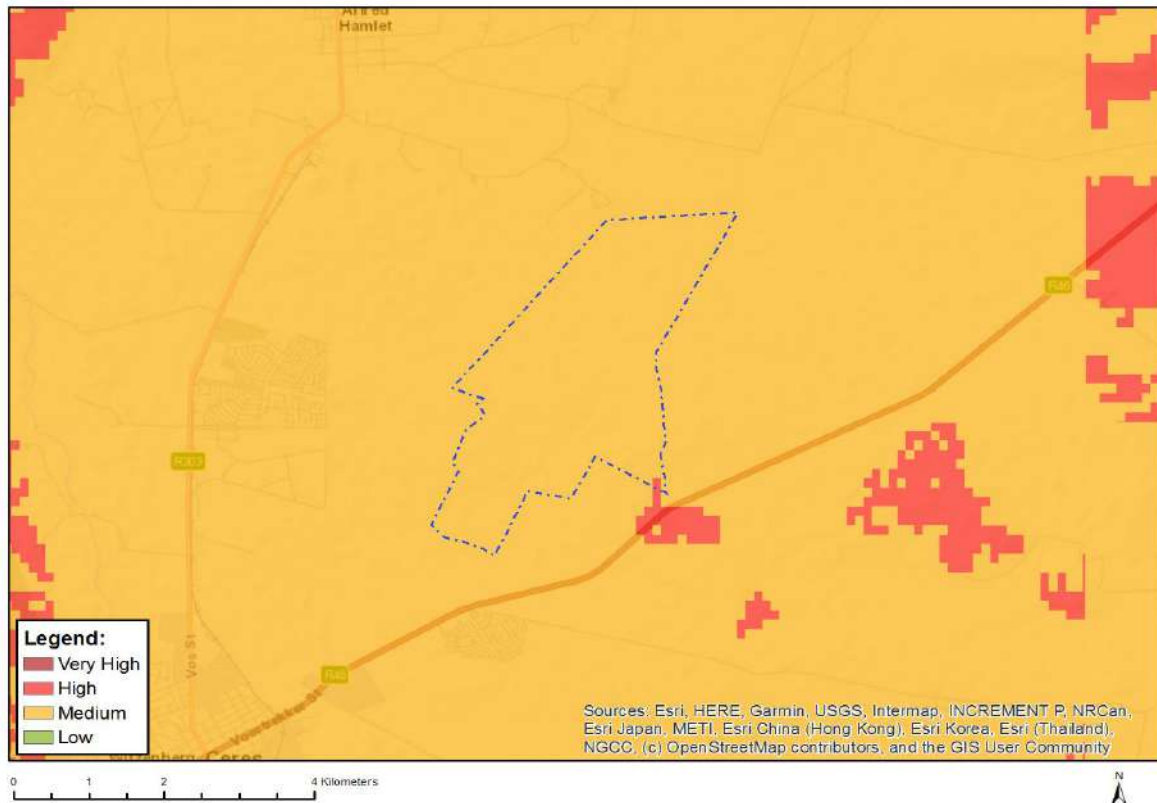 Hamlet
R46
R303
Vos St
R46
Ceres
Legend:
Very High
High
Medium
Low
Sources: Esri, HERE, Garmin, USGS, Intermap, INCREMENT P, NRCan,
Esri Japan, METI, Esri China (Hong Kong), Esri Korea, Esri (Thailand),
NGCC, (c) OpenStreetMap contributors, and the GIS User Community
0 1 2 4 Kilometers
N